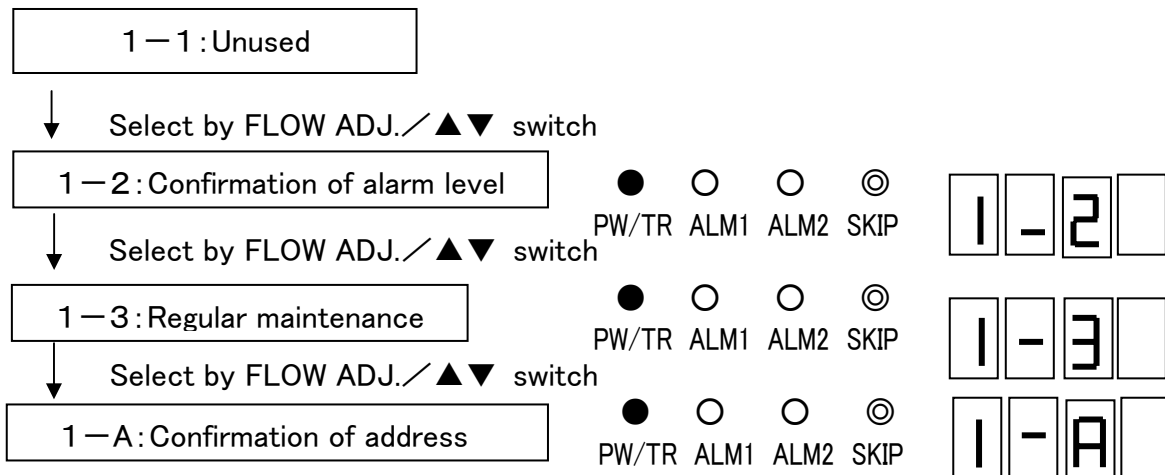 1－1：Unused
Select by FLOW ADJ.／▲▼ switch
1－2：Confirmation of alarm level
● ○ ○ ◎
PW/TR ALM1 ALM2 SKIP
1-2
Select by FLOW ADJ.／▲▼ switch
1－3：Regular maintenance
● ○ ○ ◎
PW/TR ALM1 ALM2 SKIP
1-3
Select by FLOW ADJ.／▲▼ switch
1－A：Confirmation of address
● ○ ○ ◎
PW/TR ALM1 ALM2 SKIP
1-A